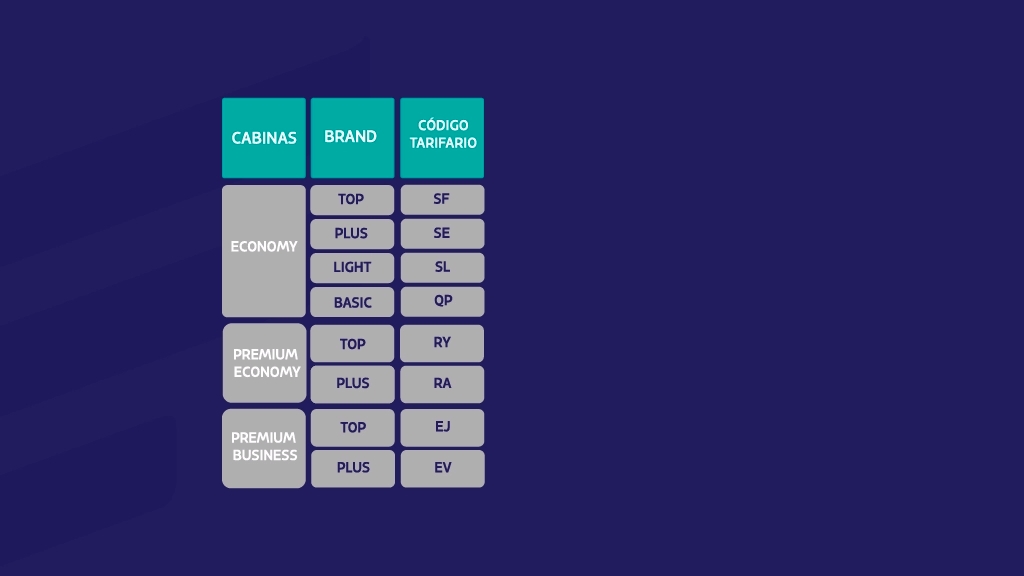 CABINAS
BRAND
CÓDIGO
TARIFARIO
ECONOMY
TOP
SF
PLUS
SE
LIGHT
SL
BASIC
QP
PREMIUM
ECONOMY
TOP
RY
PLUS
RA
PREMIUM
BUSINESS
TOP
EJ
PLUS
EV